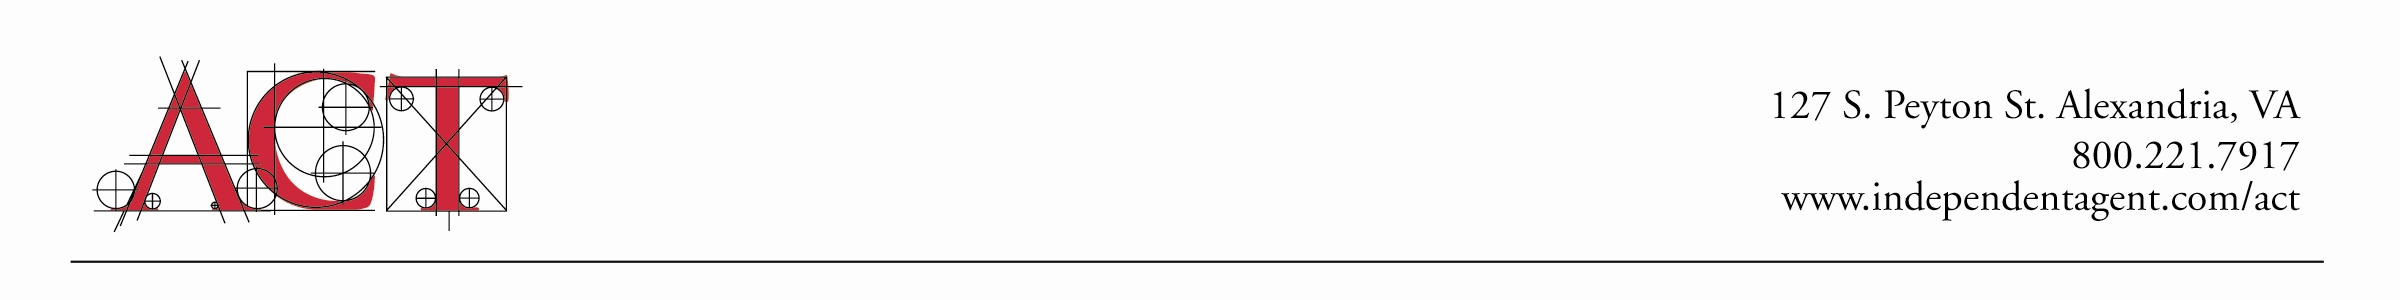 ACT
127 S. Peyton St. Alexandria, VA
800.221.7917
www.independentagent.com/act